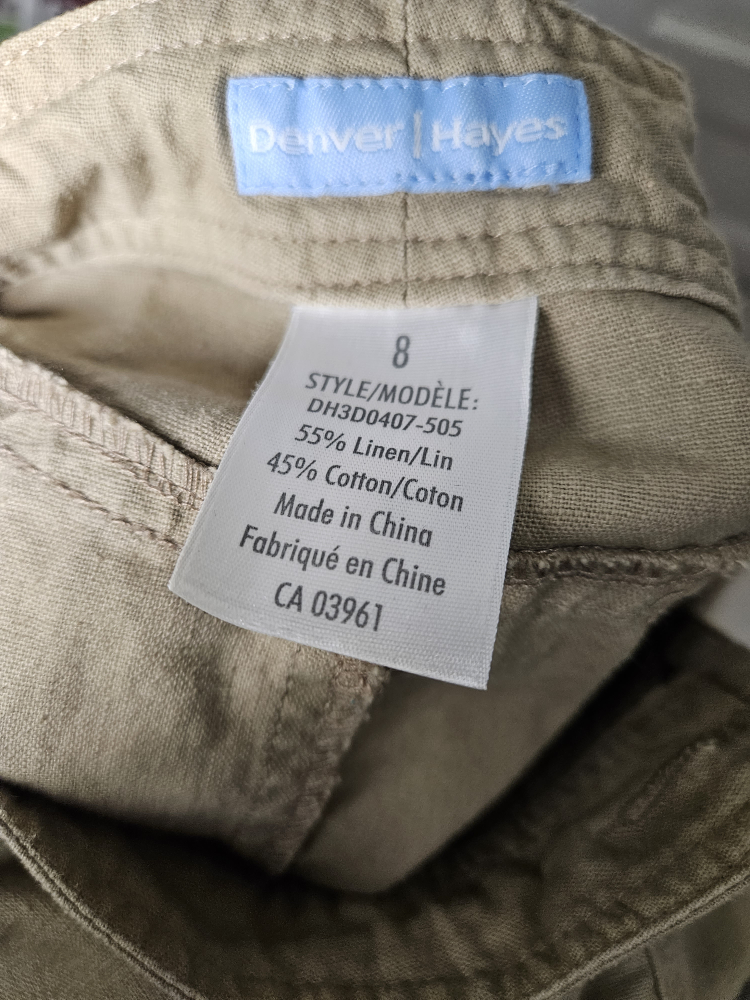 Denver | Hayes
8
STYLE/MODÈLE:
DH3D0407-505
55% Linen/Lin
45% Cotton/Coton
Made in China
Fabriqué en Chine
CA 03961